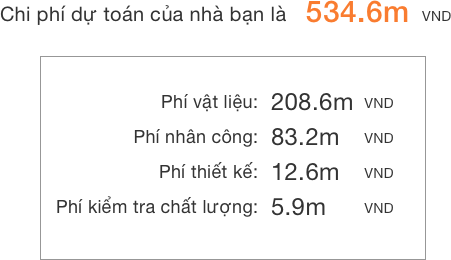 Chi phí dự toán của nhà bạn là 534.6m VND
Phí vật liệu: 208.6m VND
Phí nhân công: 83.2m VND
Phí thiết kế: 12.6m VND
Phí kiểm tra chất lượng: 5.9m VND